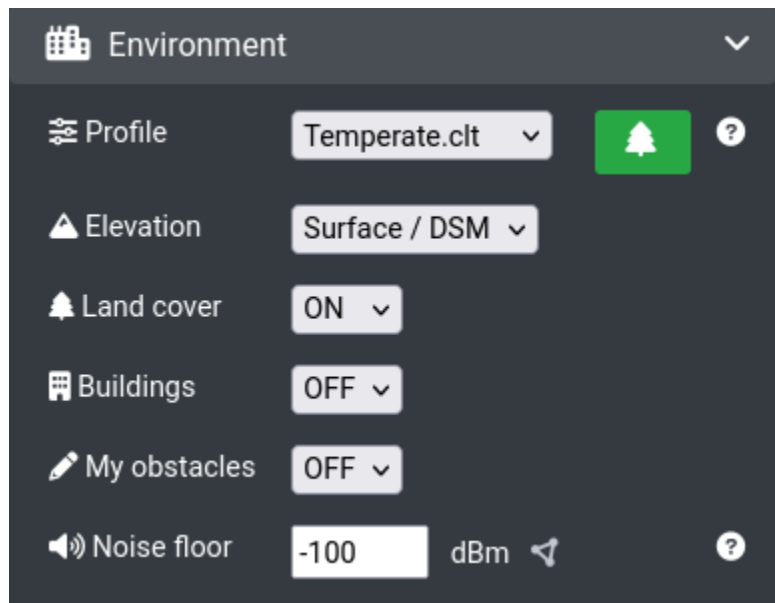 Environment
Profile Temperate.clt ?
Elevation Surface / DSM
Land cover ON
Buildings OFF
My obstacles OFF
Noise floor -100 dBm ?